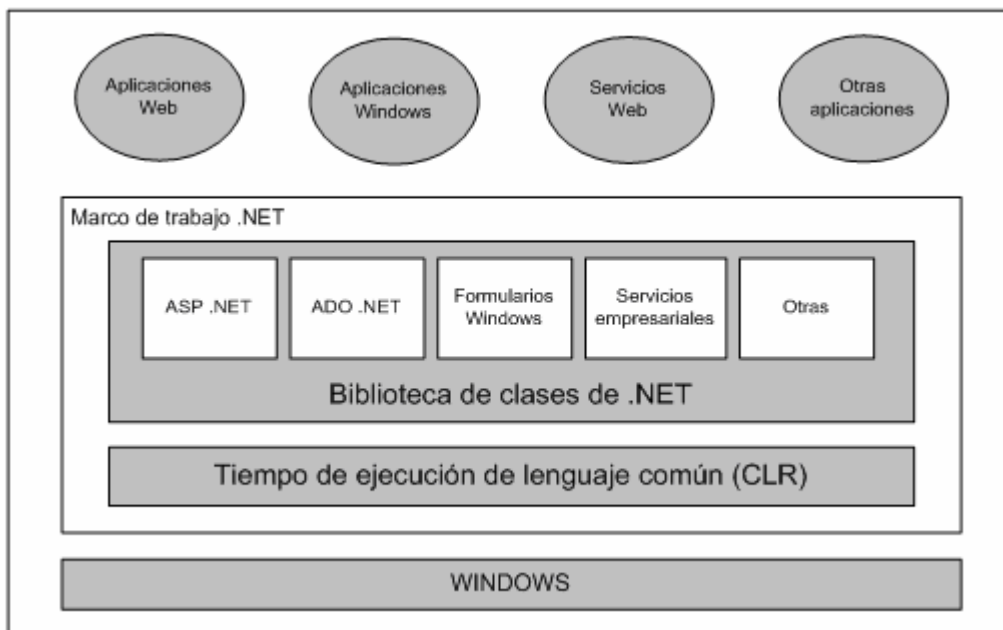 Aplicaciones
Web
Aplicaciones
Windows
Servicios
Web
Otras
aplicaciones
Marco de trabajo .NET
ASP .NET
ADO .NET
Formularios
Windows
Servicios
empresariales
Otras
Biblioteca de clases de .NET
Tiempo de ejecución de lenguaje común (CLR)
WINDOWS